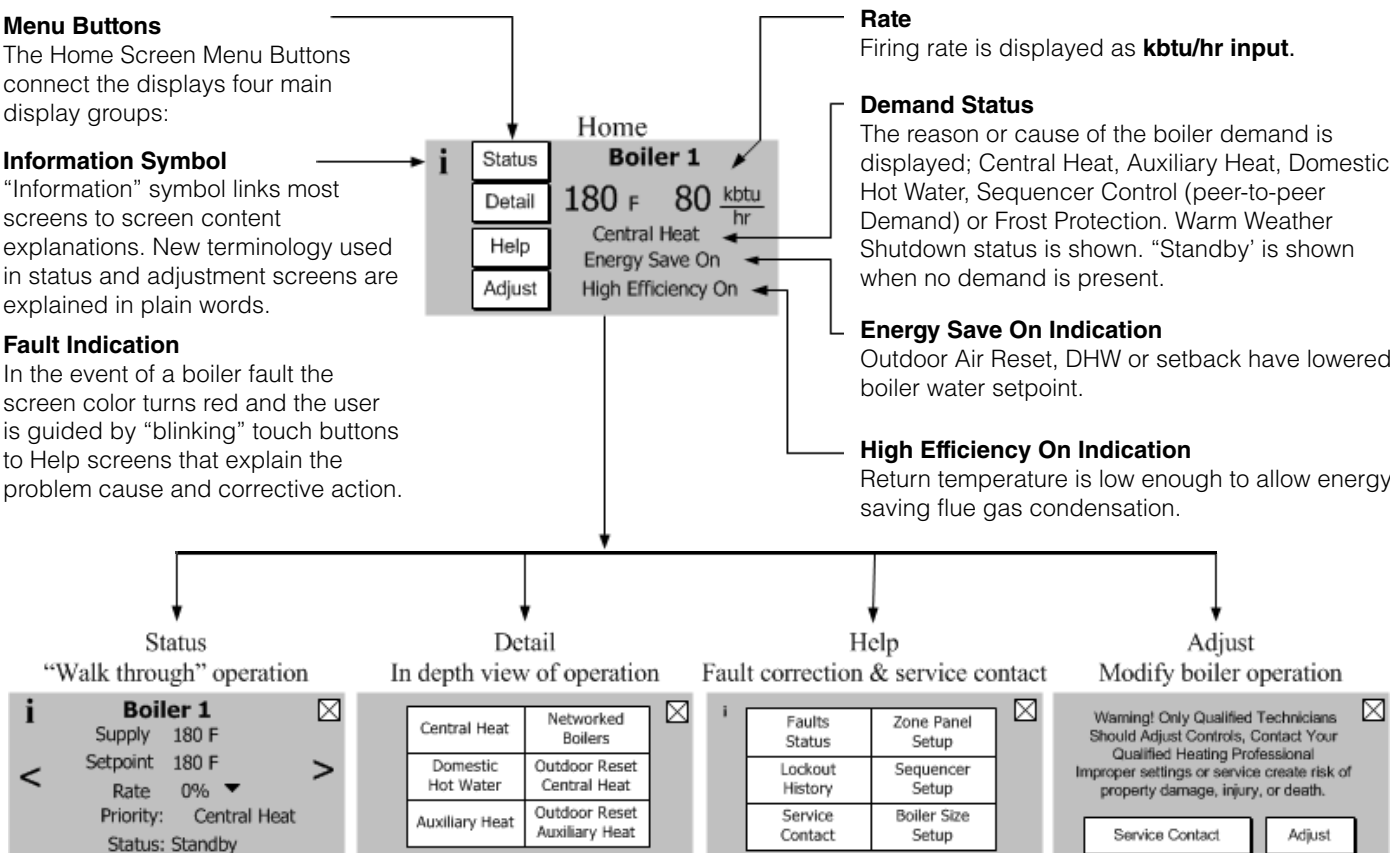 Menu Buttons
The Home Screen Menu Buttons
connect the displays four main
display groups:
Information Symbol
“Information” symbol links most
screens to screen content
explanations. New terminology used
in status and adjustment screens are
explained in plain words.
Fault Indication
In the event of a boiler fault the
screen color turns red and the user
is guided by “blinking” touch buttons
to Help screens that explain the
problem cause and corrective action.
Home
i
Status
Detail
Help
Adjust
Boiler 1
180 F 80 kbtu
hr
Central Heat
Energy Save On
High Efficiency On
Rate
Firing rate is displayed as kbtu/hr input.
Demand Status
The reason or cause of the boiler demand is
displayed; Central Heat, Auxiliary Heat, Domestic
Hot Water, Sequencer Control (peer-to-peer
Demand) or Frost Protection. Warm Weather
Shutdown status is shown. “Standby’ is shown
when no demand is present.
Energy Save On Indication
Outdoor Air Reset, DHW or setback have lowered
boiler water setpoint.
High Efficiency On Indication
Return temperature is low enough to allow energy
saving flue gas condensation.
Status
“Walk through” operation
i
Boiler 1
Supply 180 F
Setpoint 180 F
< >
Rate 0%
Priority: Central Heat
Status: Standby
Detail
In depth view of operation
Central Heat
Networked
Boilers
Domestic
Hot Water
Outdoor Reset
Central Heat
Auxiliary Heat
Outdoor Reset
Auxiliary Heat
Help
Fault correction & service contact
i
Faults
Status
Zone Panel
Setup
Lockout
History
Sequencer
Setup
Service
Contact
Boiler Size
Setup
Adjust
Modify boiler operation
Warning! Only Qualified Technicians
Should Adjust Controls, Contact Your
Qualified Heating Professional
Improper settings or service create risk of
property damage, injury, or death.
Service Contact
Adjust